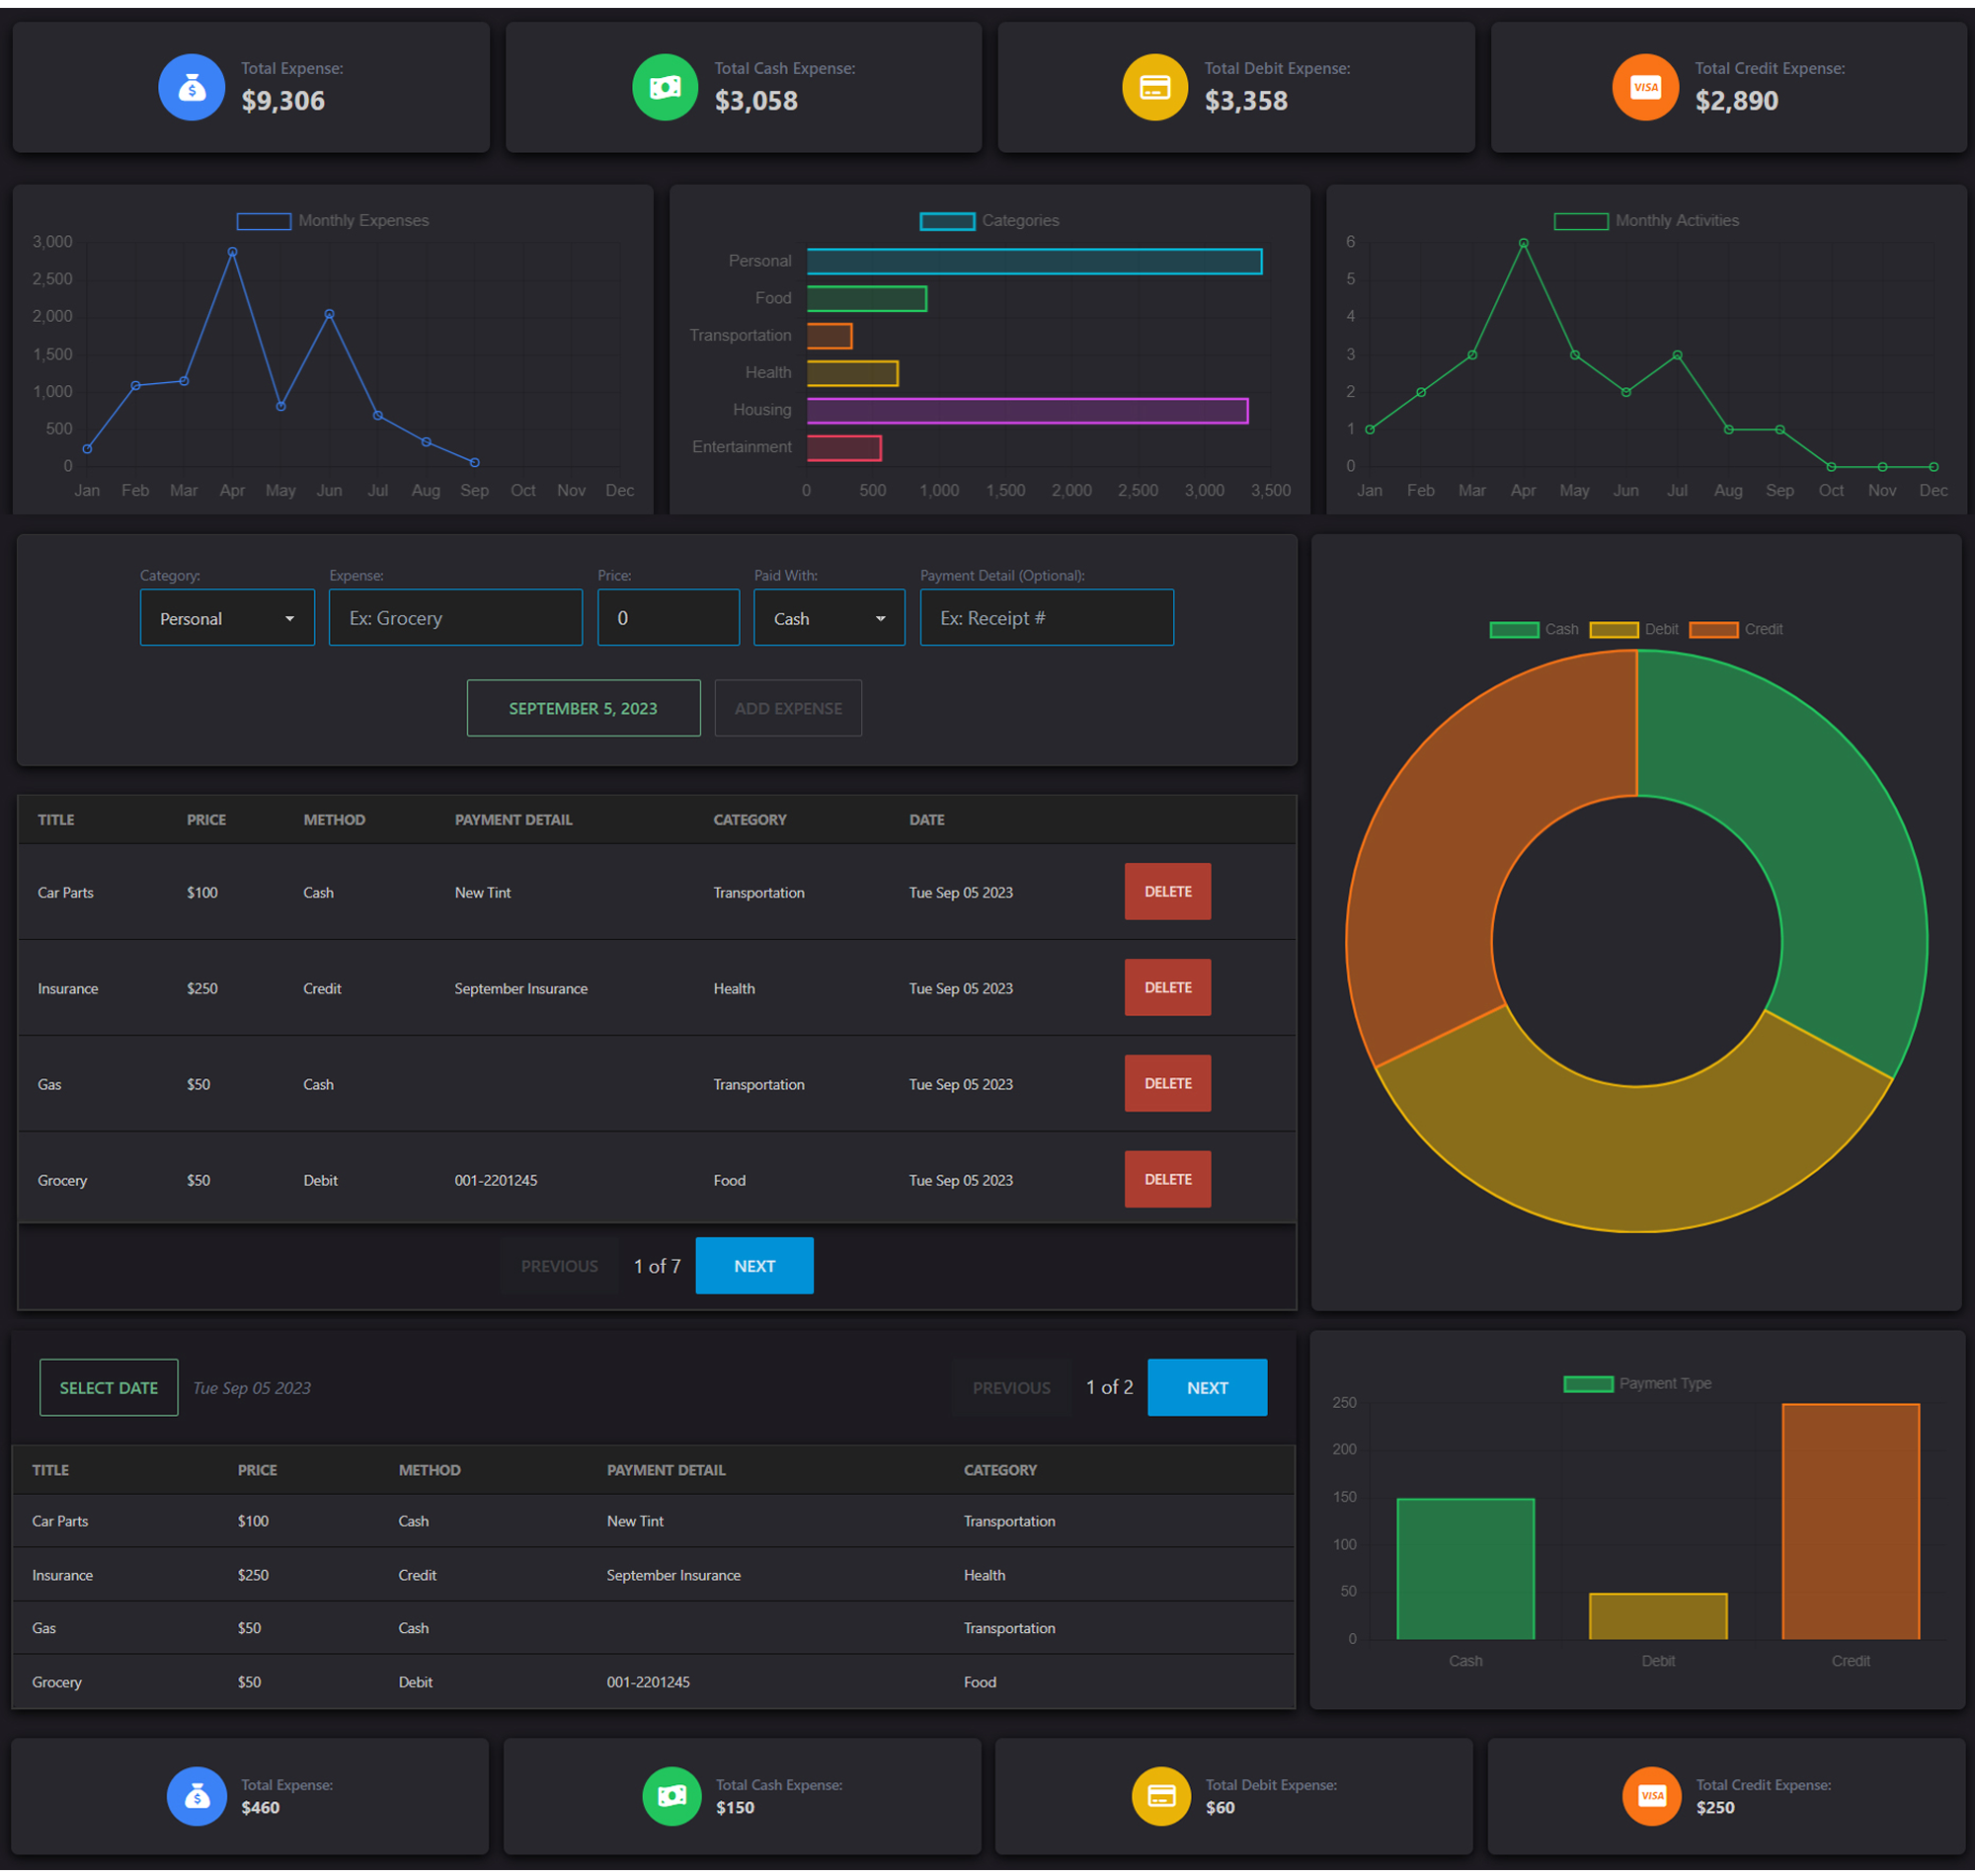 Total Expense:
$9,306
Total Cash Expense:
$3,058
Total Debit Expense:
$3,358
VISA
Total Credit Expense:
$2,890
Monthly Expenses
3,000
2,500
2,000
1,500
1,000
500
0
Jan Feb Mar Apr May Jun Jul Aug Sep Oct Nov Dec
Categories
Personal
Food
Transportation
Health
Housing
Entertainment
0 500 1,000 1,500 2,000 2,500 3,000 3,500
Monthly Activities
6
5
4
3
2
1
0
Jan Feb Mar Apr May Jun Jul Aug Sep Oct Nov Dec
Category: Expense: Price: Paid With: Payment Detail (Optional):
Personal Ex: Grocery 0 Cash Ex: Receipt #
SEPTEMBER 5, 2023 ADD EXPENSE
Cash Debit Credit
TITLE PRICE METHOD PAYMENT DETAIL CATEGORY DATE
Car Parts $100 Cash New Tint Transportation Tue Sep 05 2023 DELETE
Insurance $250 Credit September Insurance Health Tue Sep 05 2023 DELETE
Gas $50 Cash Transportation Tue Sep 05 2023 DELETE
Grocery $50 Debit 001-2201245 Food Tue Sep 05 2023 DELETE
PREVIOUS 1 of 7 NEXT
SELECT DATE Tue Sep 05 2023 PREVIOUS 1 of 2 NEXT
TITLE PRICE METHOD PAYMENT DETAIL CATEGORY
Car Parts $100 Cash New Tint Transportation
Insurance $250 Credit September Insurance Health
Gas $50 Cash Transportation
Grocery $50 Debit 001-2201245 Food
Payment Type
250
200
150
100
50
0
Cash Debit Credit
Total Expense:
$460
Total Cash Expense:
$150
Total Debit Expense:
$60
VISA
Total Credit Expense:
$250